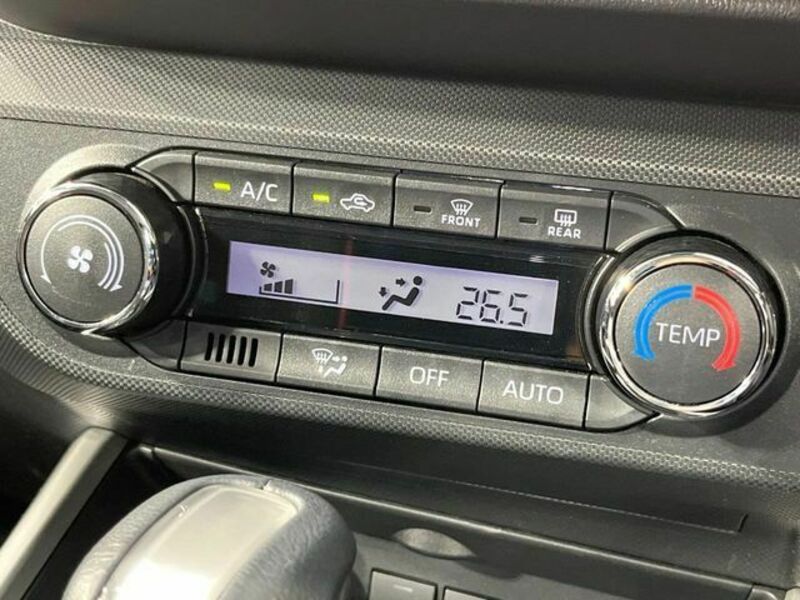 A/C
FRONT
REAR
26.5
TEMP
OFF
AUTO